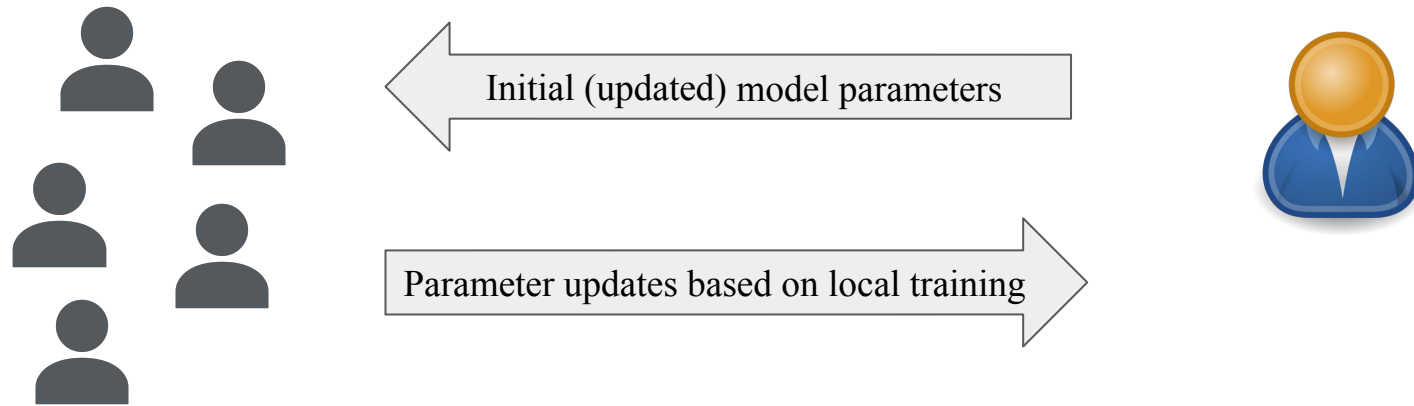 Initial (updated) model parameters
Parameter updates based on local training